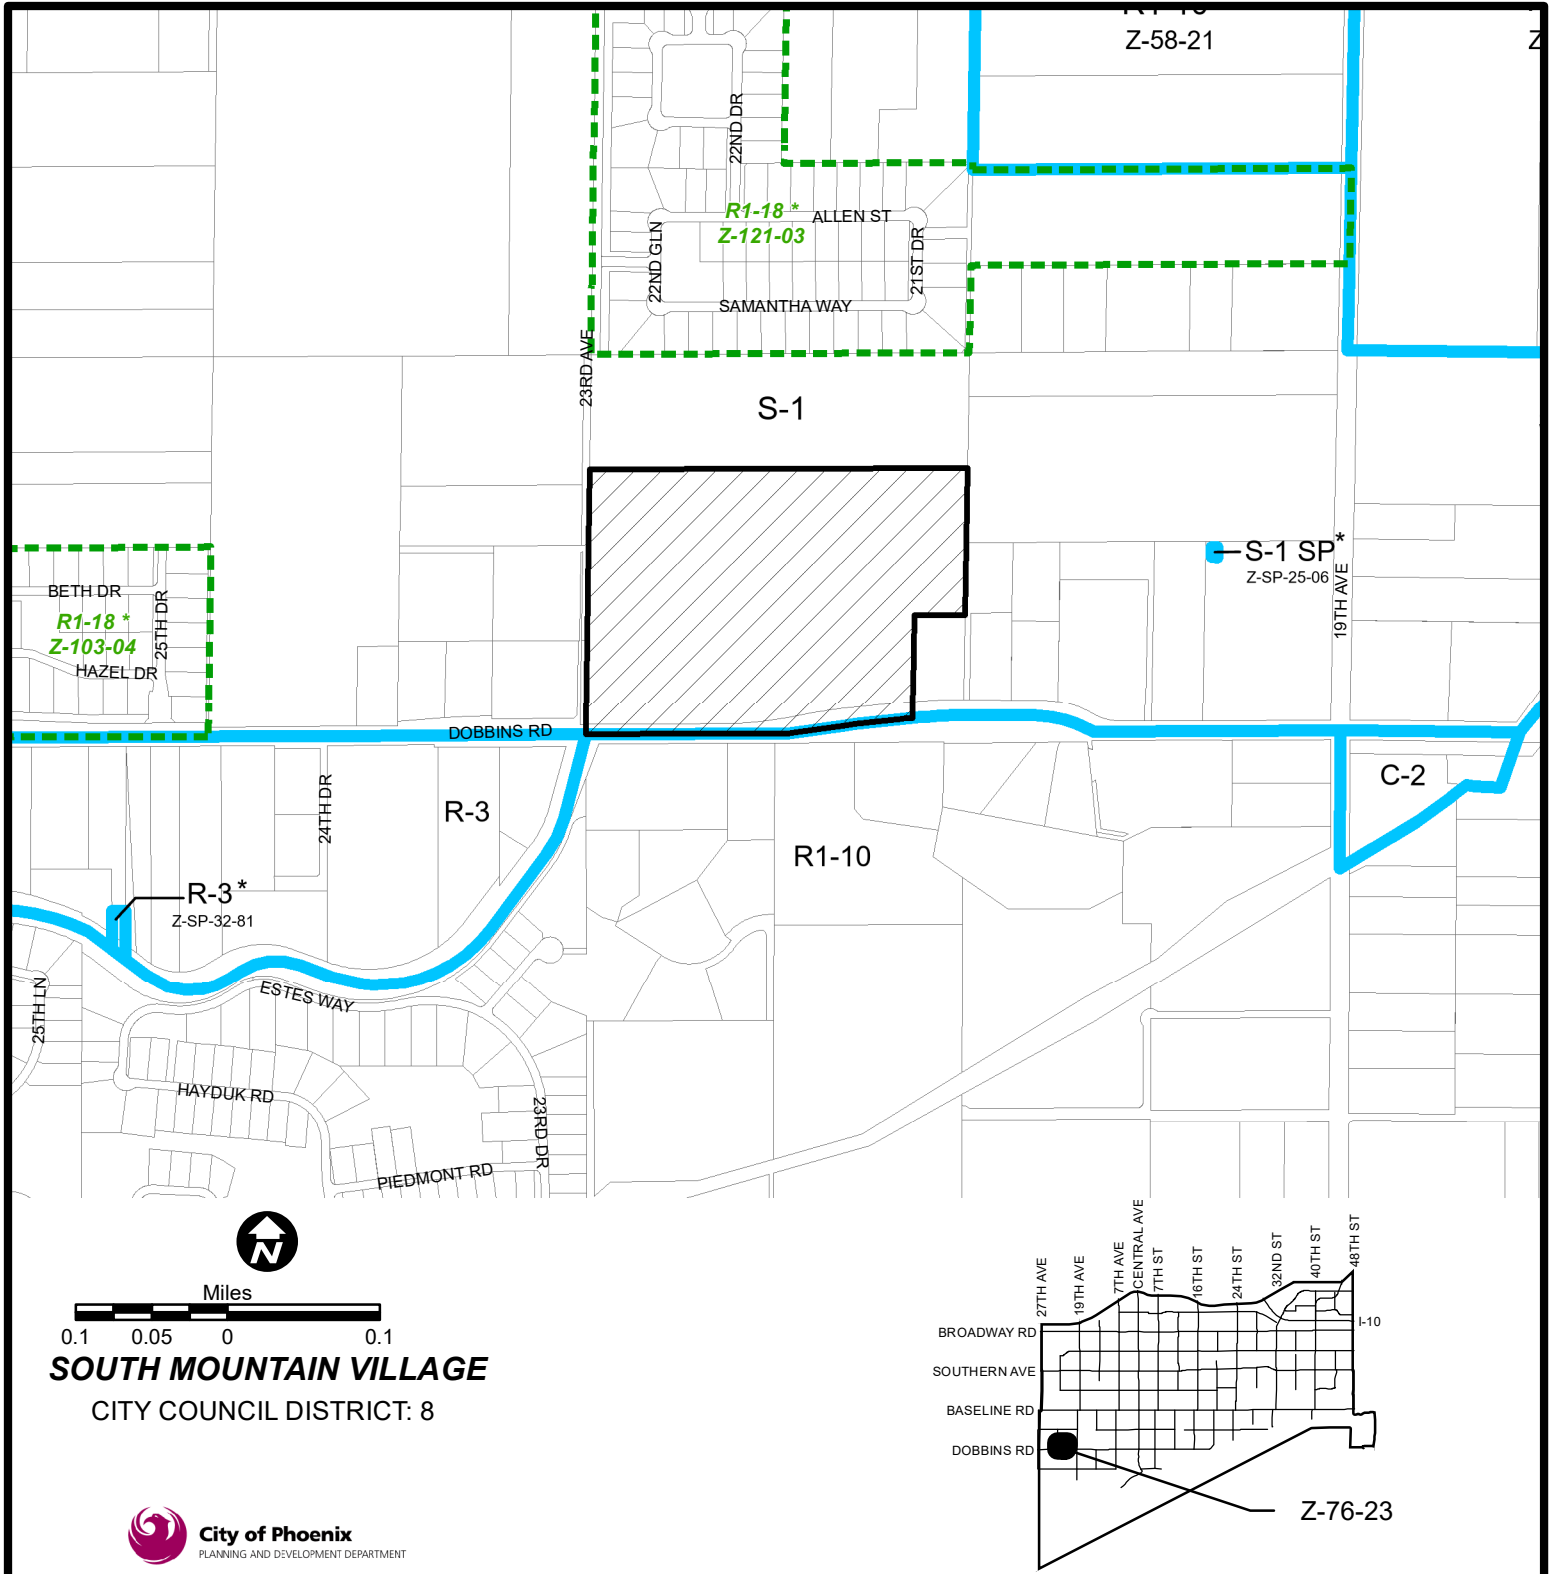 Z-58-21
22ND DR
R1-18 *
Z-121-03
ALLEN ST
22ND GLN
21ST DR
SAMANTHA WAY
23RD AVE
S-1
S-1 SP*
Z-SP-25-06
19TH AVE
BETH DR
R1-18 *
Z-103-04
25TH DR
HAZEL DR
DOBBINS RD
24TH DR
R-3
C-2
R1-10
R-3*
Z-SP-32-81
25TH LN
ESTES WAY
HAYDUK RD
23RD DR
PIEDMONT RD
N
Miles
0.1 0.05 0 0.1
SOUTH MOUNTAIN VILLAGE
CITY COUNCIL DISTRICT: 8
27TH AVE
19TH AVE
7TH AVE
CENTRAL AVE
7TH ST
16TH ST
24TH ST
32ND ST
40TH ST
48TH ST
BROADWAY RD
I-10
SOUTHERN AVE
BASELINE RD
DOBBINS RD
Z-76-23
City of Phoenix
PLANNING AND DEVELOPMENT DEPARTMENT